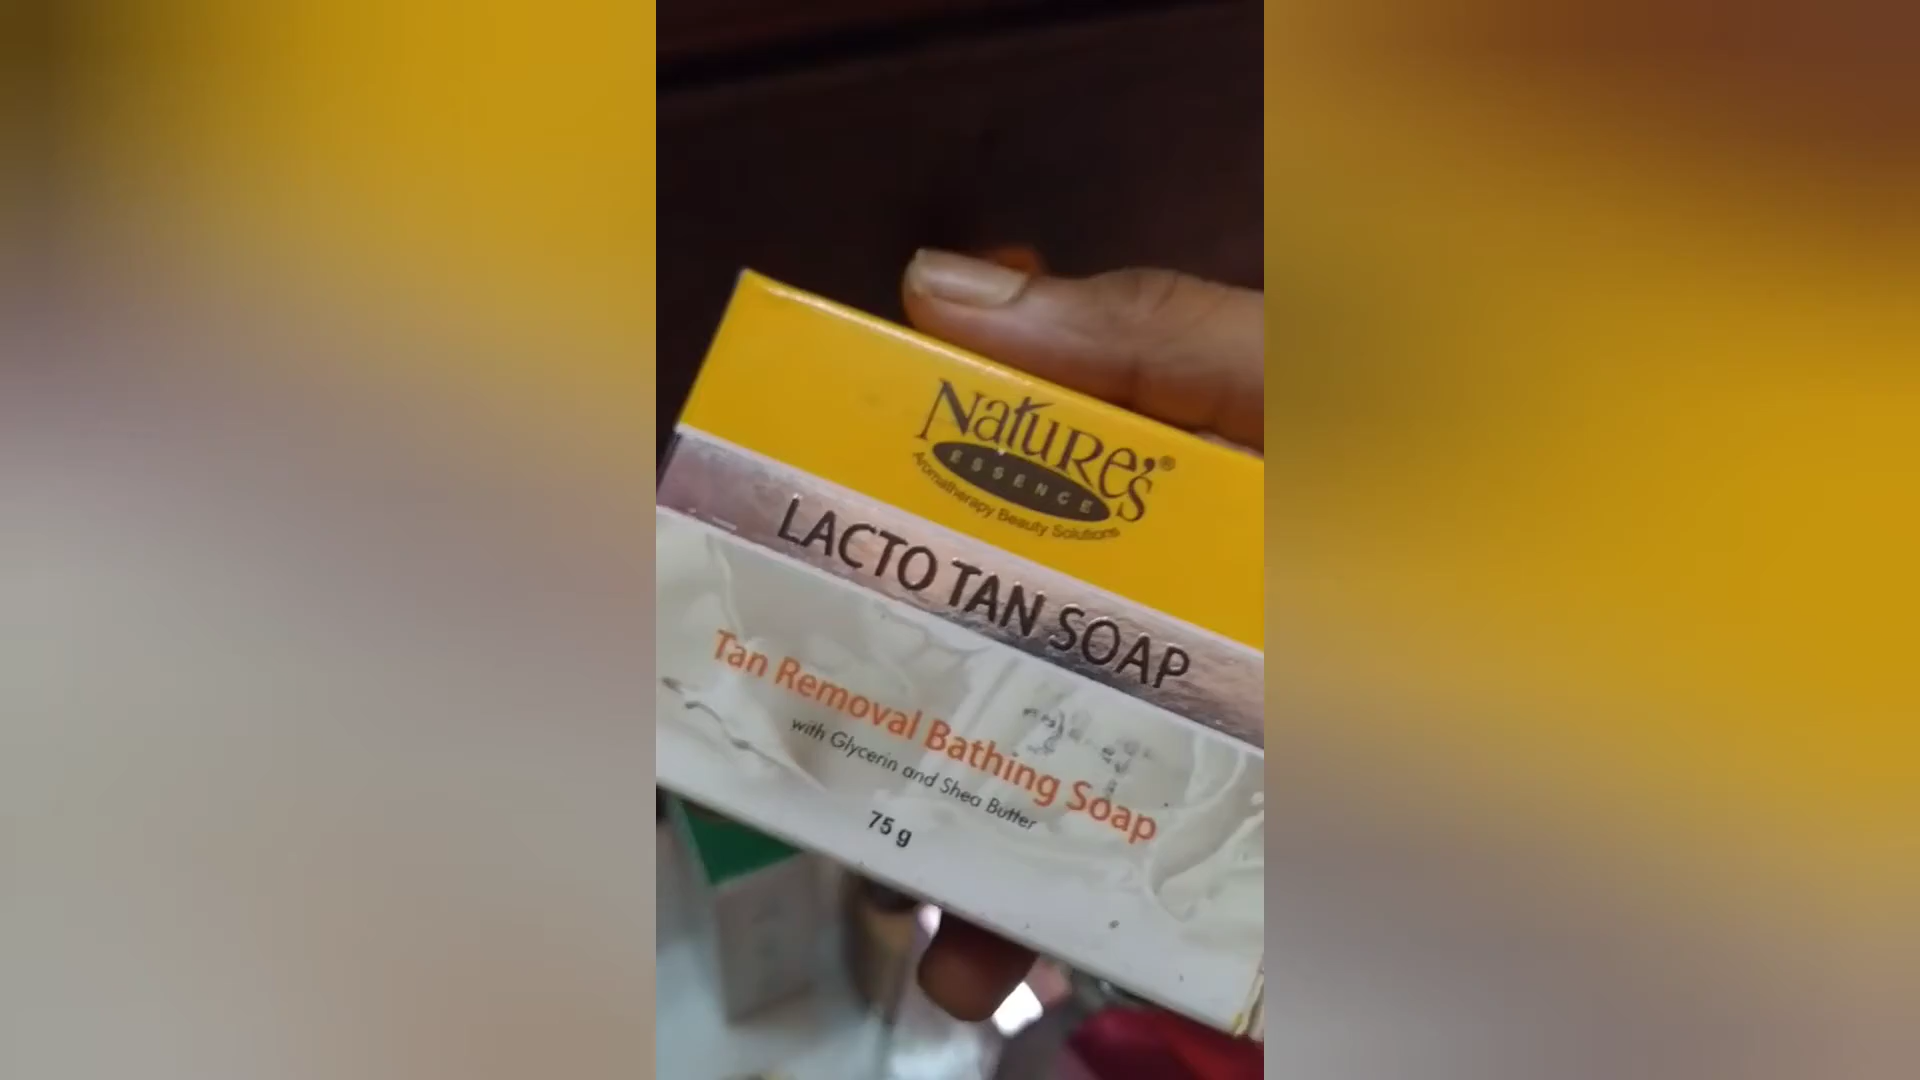 Nature's®
ESSENCE
Aromatherapy Beauty Solutions
LACTO TAN SOAP
Tan Removal Bathing Soap
with Glycerin and Shea Butter
75 g